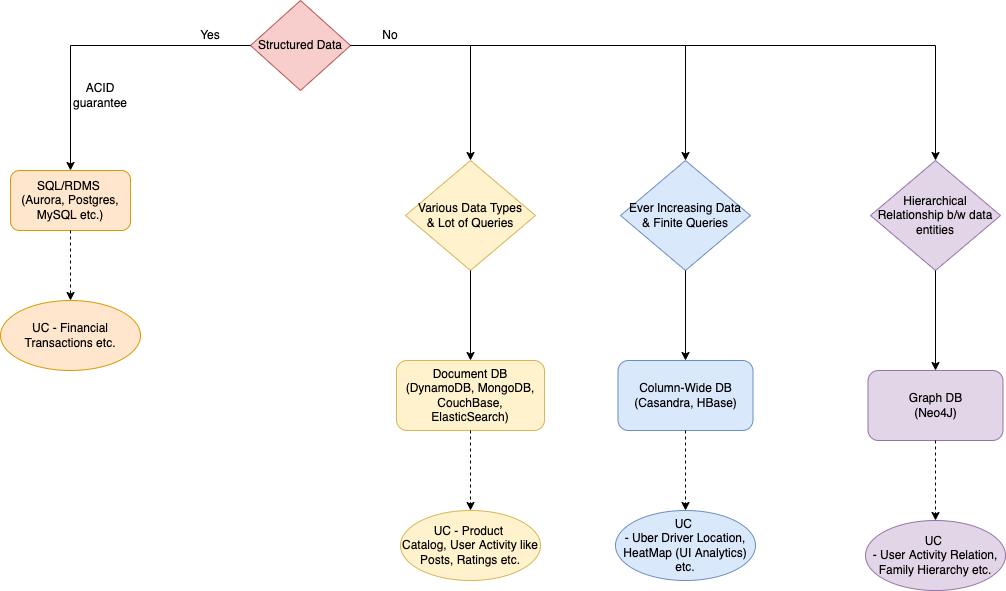 Yes
Structured Data
No
ACID
guarantee
SQL/RDMS
(Aurora, Postgres,
MySQL etc.)
UC - Financial
Transactions etc.
Various Data Types
& Lot of Queries
Document DB
(DynamoDB, MongoDB,
CouchBase,
ElasticSearch)
UC - Product
Catalog, User Activity like
Posts, Ratings etc.
Ever Increasing Data
& Finite Queries
Column-Wide DB
(Casandra, HBase)
UC
- Uber Driver Location,
HeatMap (UI Analytics)
etc.
Hierarchical
Relationship b/w data
entities
Graph DB
(Neo4J)
UC
- User Activity Relation,
Family Hierarchy etc.